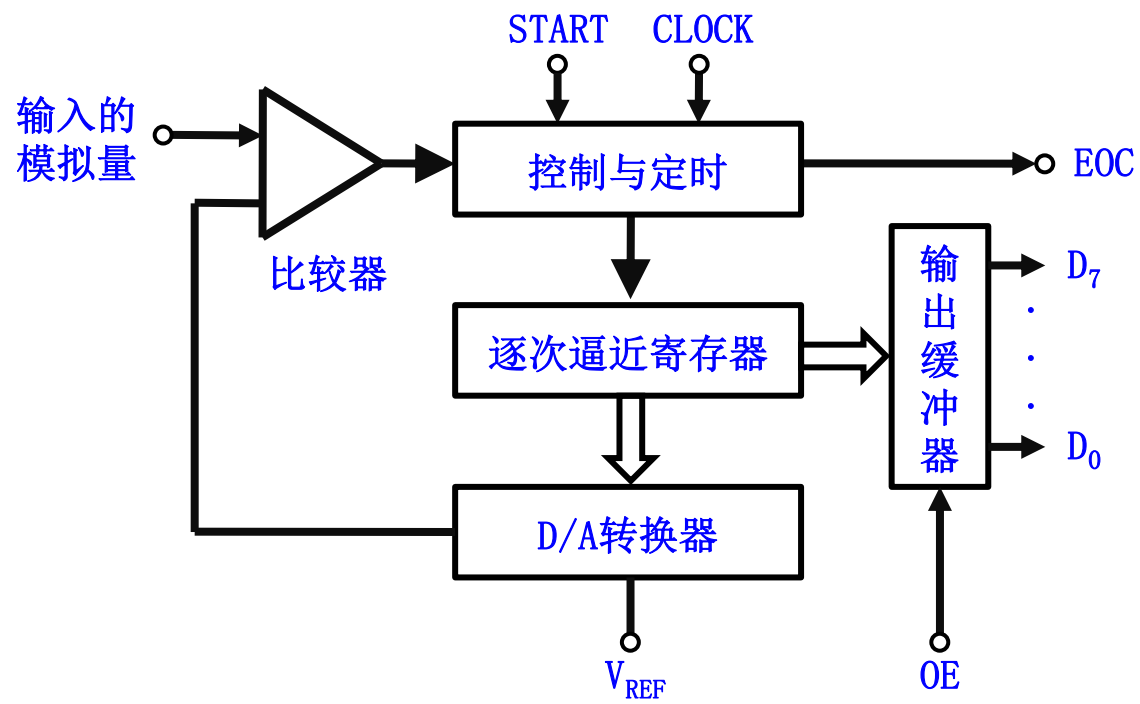 START CLOCK
输入的
模拟量
控制与定时
EOC
比较器
逐次逼近寄存器
输出缓冲器
D7
.
.
.
D0
D/A转换器
VREF
OE